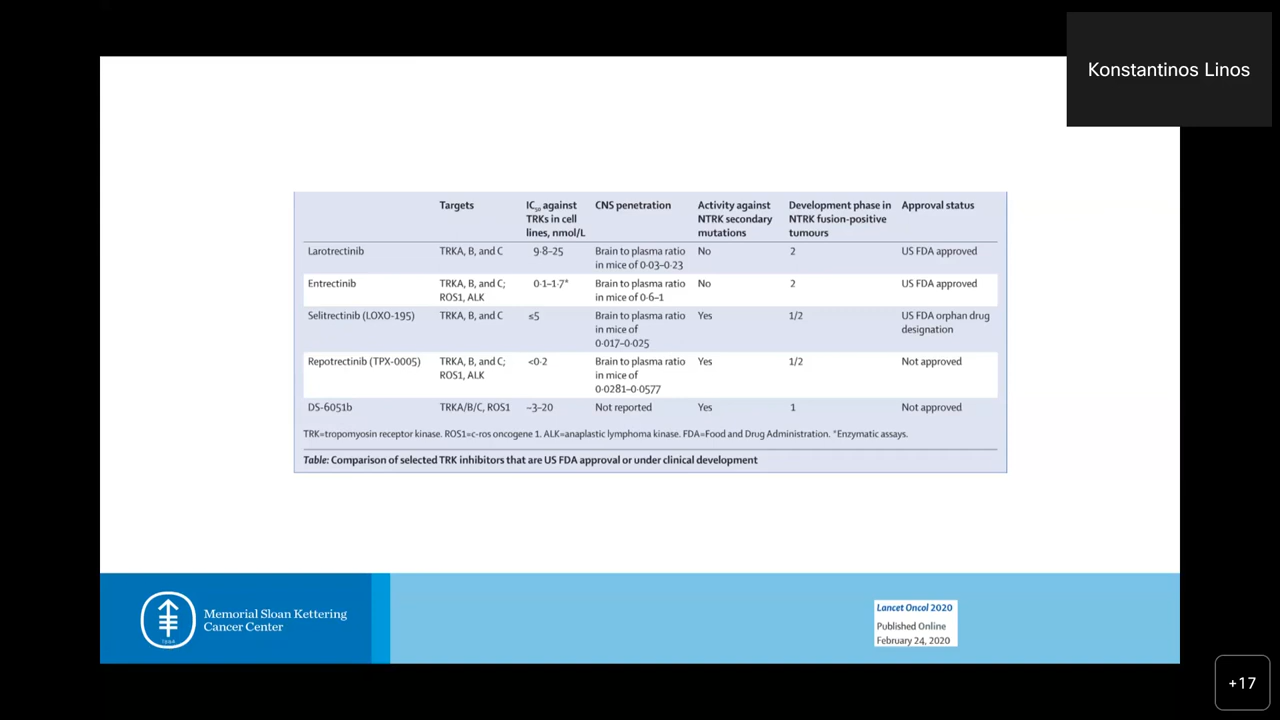 Konstantinos Linos
Targets
IC50 against
TRKs in cell
lines, nmol/L
CNS penetration
Activity against
NTRK secondary
mutations
Development phase in
NTRK fusion-positive
tumours
Approval status
Larotrectinib
TRKA, B, and C
9·8–25
Brain to plasma ratio
in mice of 0·03–0·23
No
2
US FDA approved
Entrectinib
TRKA, B, and C;
ROS1, ALK
0·1–1·7*
Brain to plasma ratio
in mice of 0·6–1
No
2
US FDA approved
Selitrectinib (LOXO-195)
TRKA, B, and C
≤5
Brain to plasma ratio
in mice of
0·017–0·025
Yes
1/2
US FDA orphan drug
designation
Repotrectinib (TPX-0005)
TRKA, B, and C;
ROS1, ALK
<0·2
Brain to plasma ratio
in mice of
0·0281–0·0577
Yes
1/2
Not approved
DS-6051b
TRKA/B/C, ROS1
~3–20
Not reported
Yes
1
Not approved
TRK=tropomyosin receptor kinase. ROS1=c-ros oncogene 1. ALK=anaplastic lymphoma kinase. FDA=Food and Drug Administration. *Enzymatic assays.
Table: Comparison of selected TRK inhibitors that are US FDA approval or under clinical development
1884
Memorial Sloan Kettering
Cancer Center
Lancet Oncol 2020
Published Online
February 24, 2020
+17